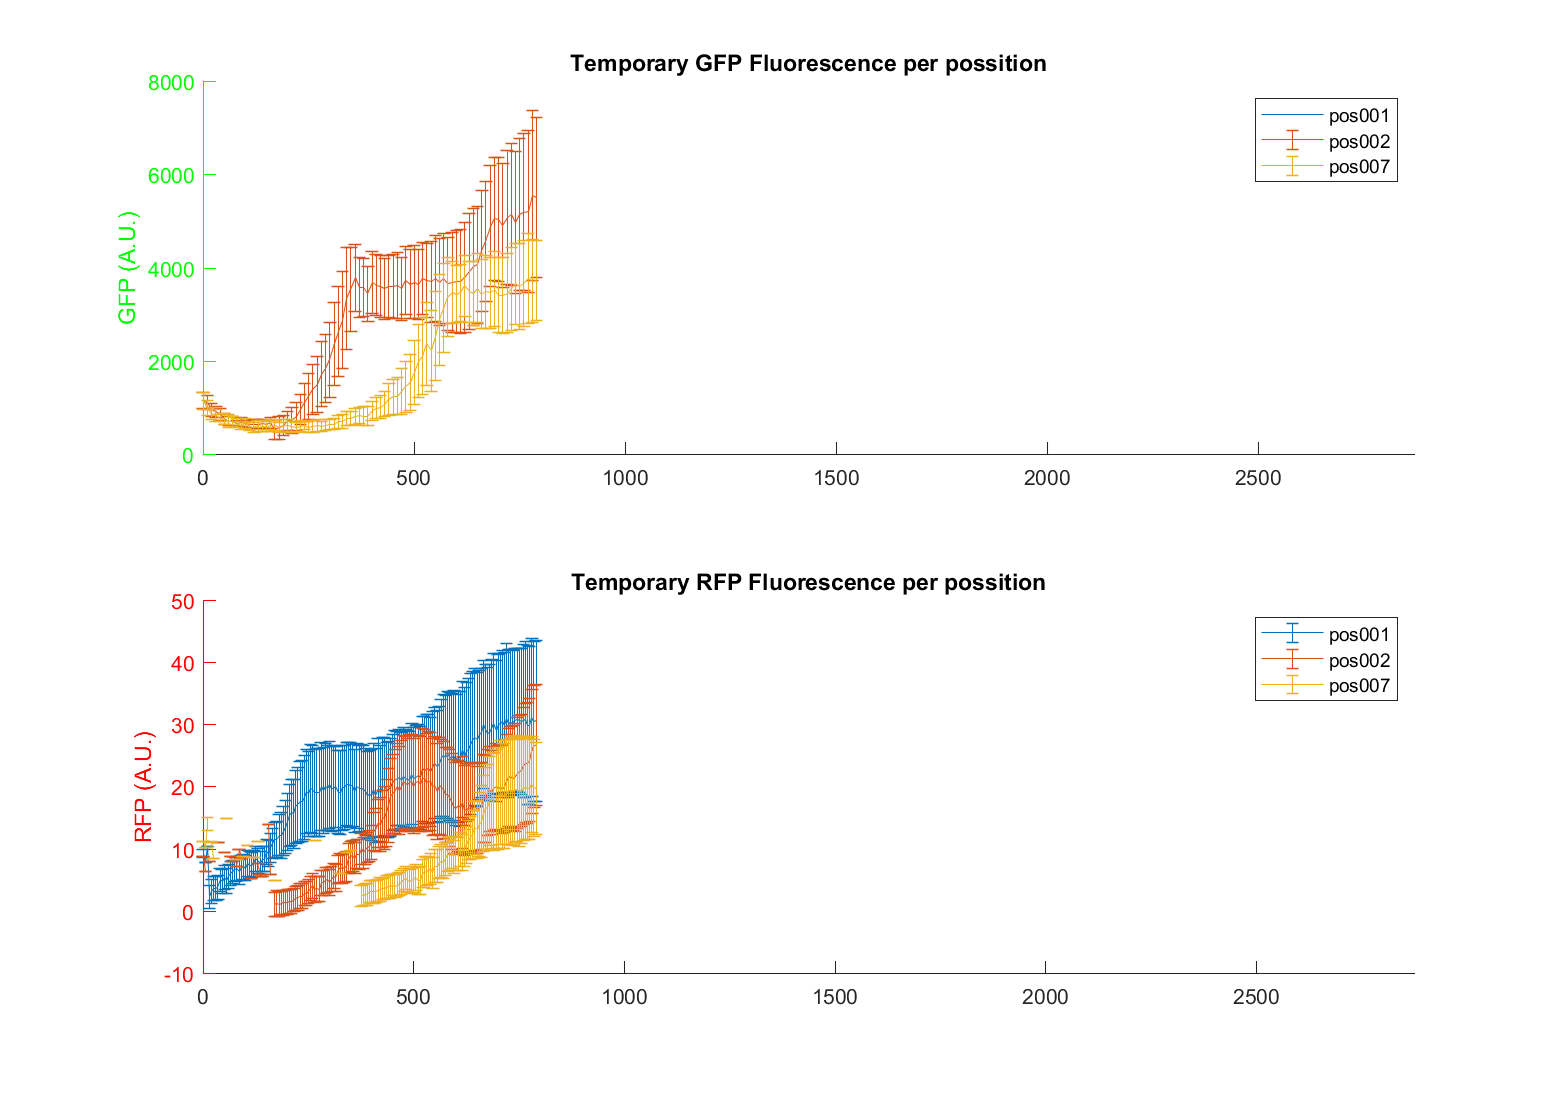 Temporary GFP Fluorescence per possition
8000
6000
4000
2000
0
GFP (A.U.)
pos001
pos002
pos007
0 500 1000 1500 2000 2500
Temporary RFP Fluorescence per possition
50
40
30
20
10
0
-10
RFP (A.U.)
pos001
pos002
pos007
0 500 1000 1500 2000 2500